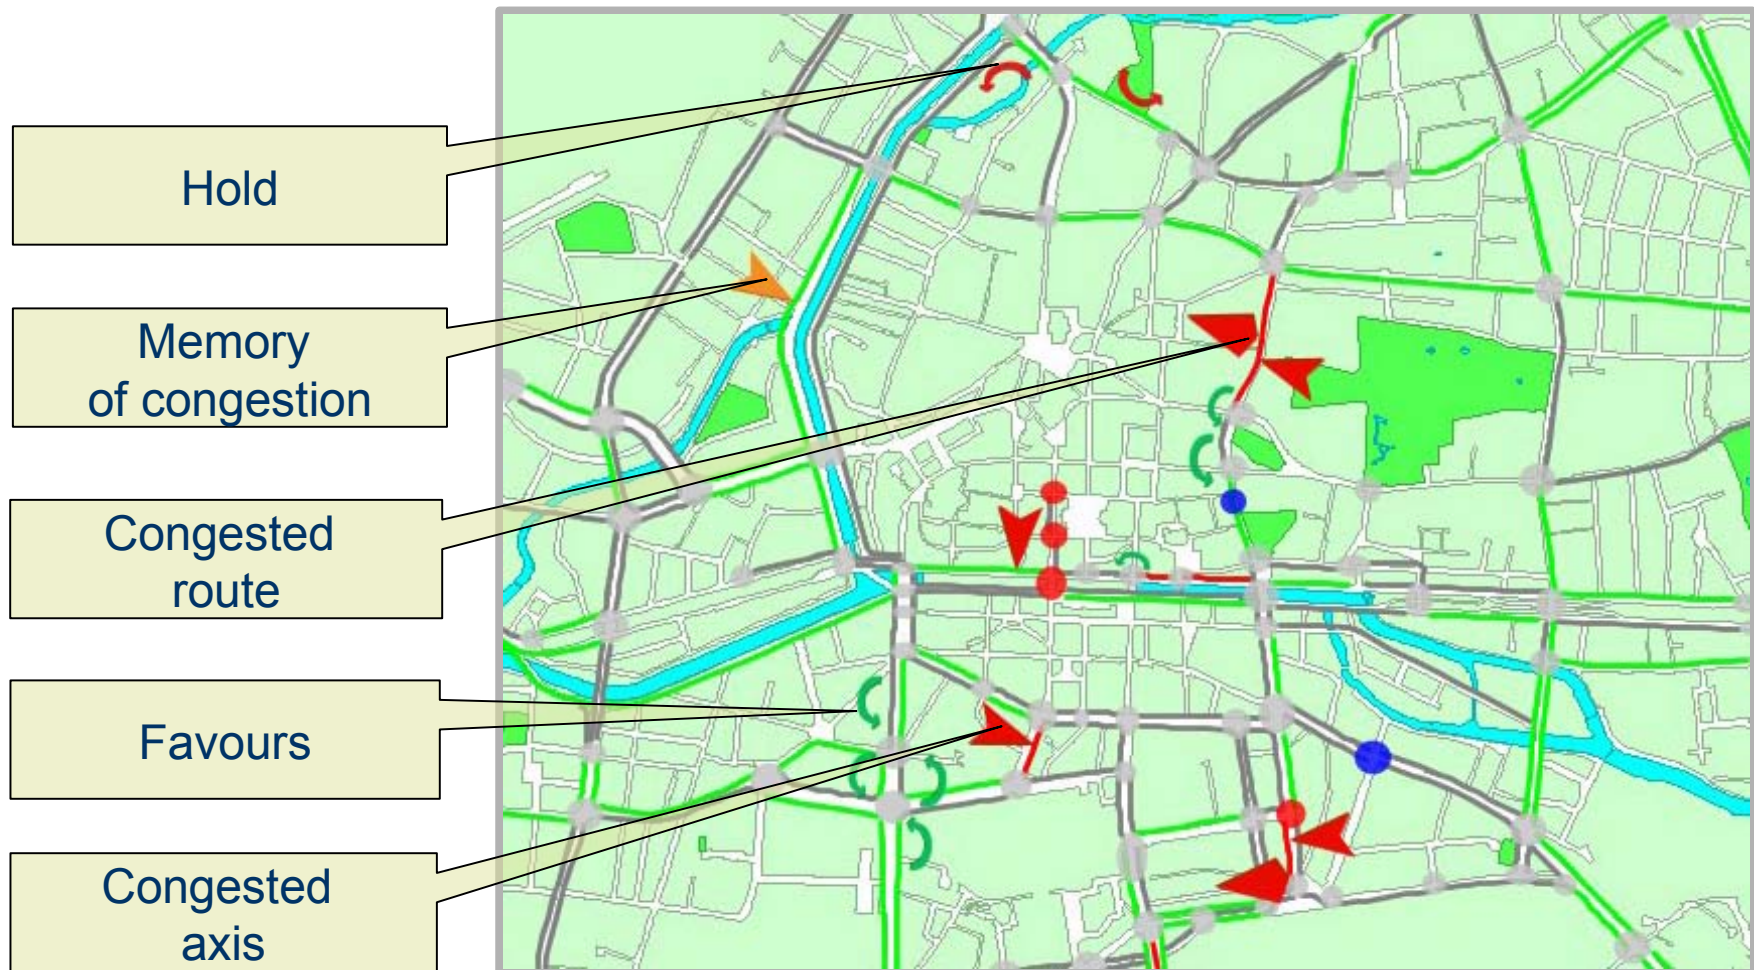 Hold
Memory
of congestion
Congested
route
Favours
Congested
axis